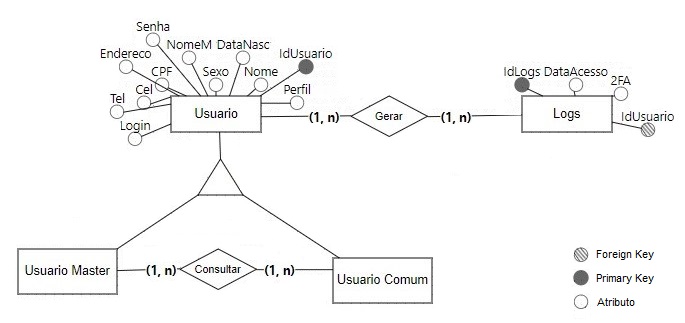 Senha
Endereco
NomeM
DataNasc
IdUsuario
CPF
Sexo
Nome
Cel
Perfil
Tel
Login
Usuario
(1, n)
Gerar
(1, n)
IdLogs
DataAcesso
2FA
Logs
IdUsuario
Usuario Master
(1, n)
Consultar
(1, n)
Usuario Comum
Foreign Key
Primary Key
Atributo